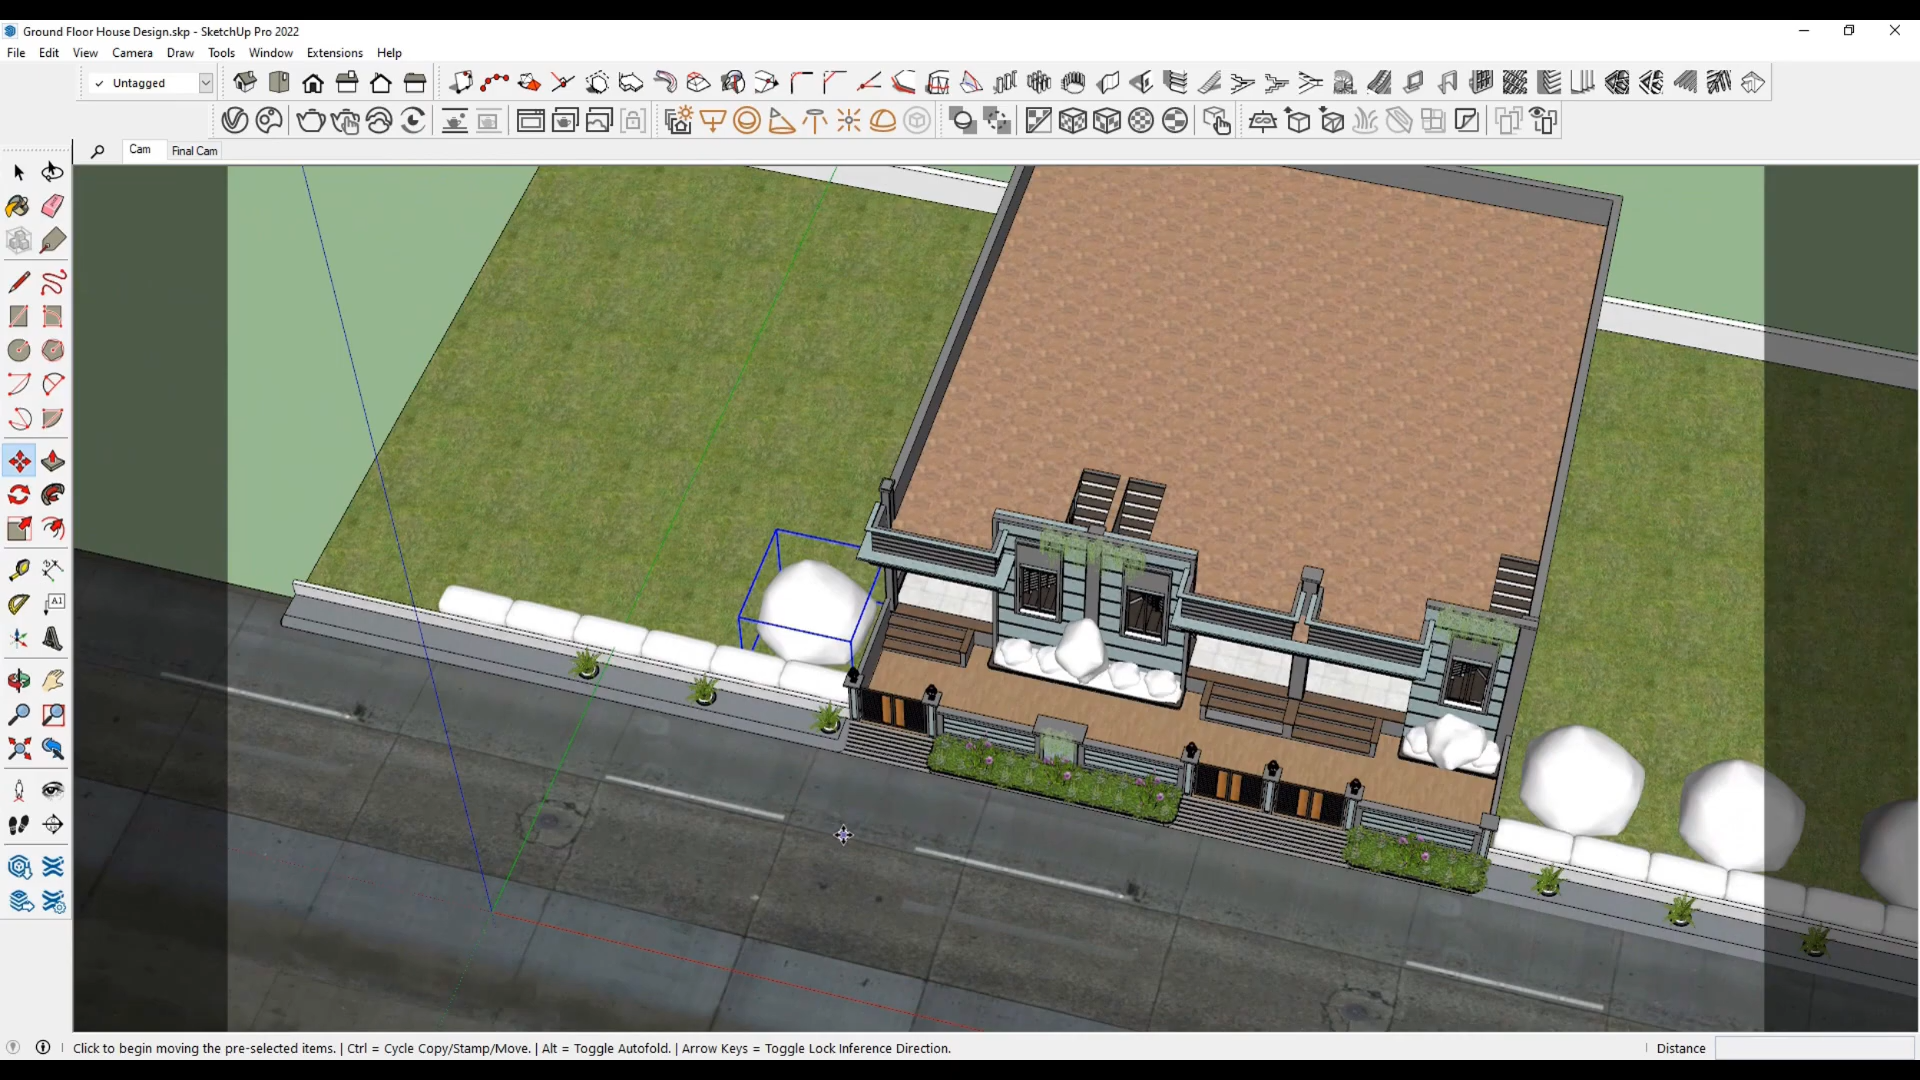 Ground Floor House Design.skp - SketchUp Pro 2022
File Edit View Camera Draw Tools Window Extensions Help
Untagged
Cam Final Cam
A1
Click to begin moving the pre-selected items. | Ctrl = Cycle Copy/Stamp/Move. | Alt = Toggle Autofold. | Arrow Keys = Toggle Lock Inference Direction.
Distance